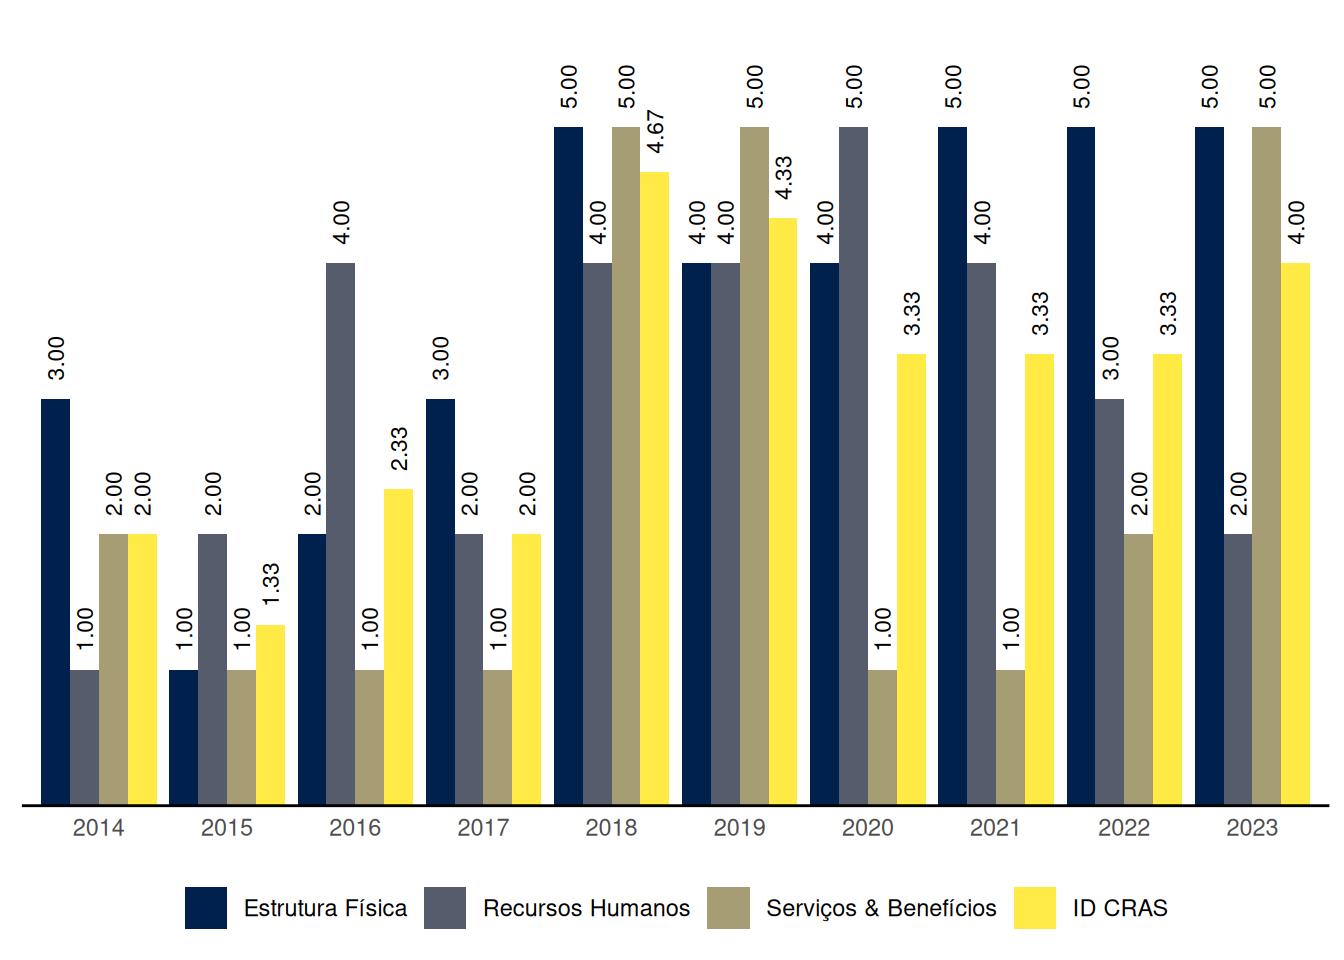 3.00 1.00 2.00 2.00
1.00 2.00 1.00 1.33
2.00 4.00 1.00 2.33
3.00 2.00 1.00 2.00
5.00 4.00 5.00 4.67
4.00 4.00 5.00 4.33
4.00 5.00 1.00 3.33
5.00 4.00 1.00 3.33
5.00 3.00 2.00 3.33
5.00 2.00 5.00 4.00
2014 2015 2016 2017 2018 2019 2020 2021 2022 2023
Estrutura Física Recursos Humanos Serviços & Benefícios ID CRAS